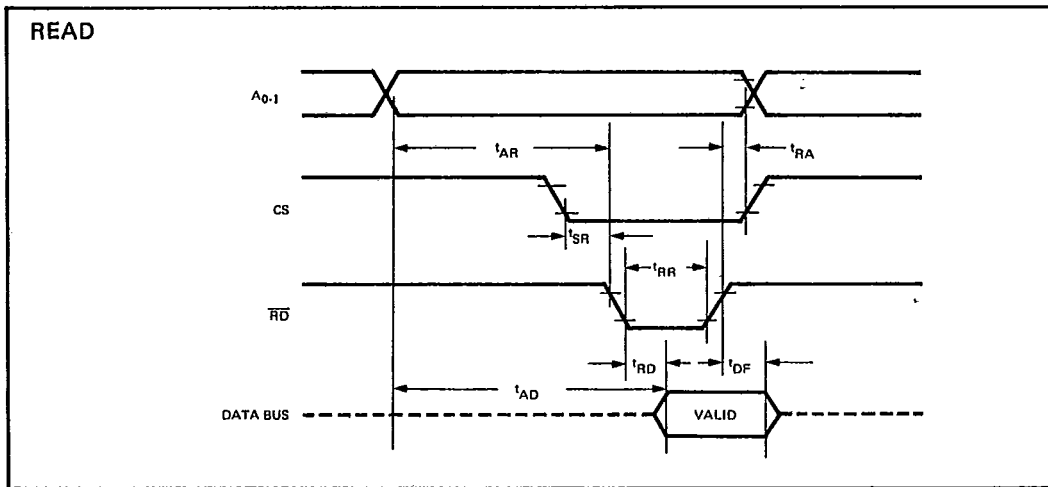 READ
A0-1
tAR
tRA
CS
tSR
tRR
RD
tRD
tDF
tAD
DATA BUS
VALID